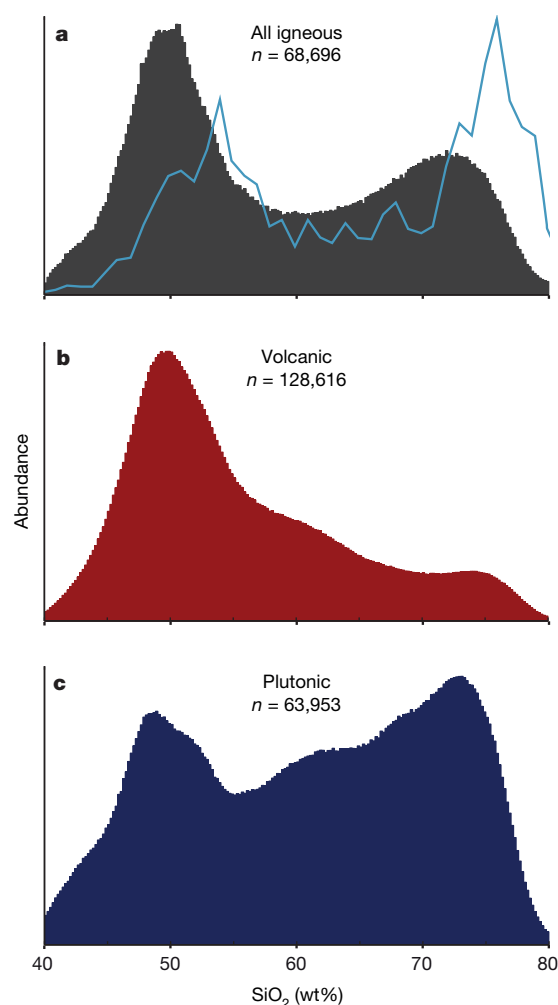 a
All igneous
n = 68,696
b
Volcanic
n = 128,616
Abundance
c
Plutonic
n = 63,953
40 50 60 70 80
SiO₂ (wt%)